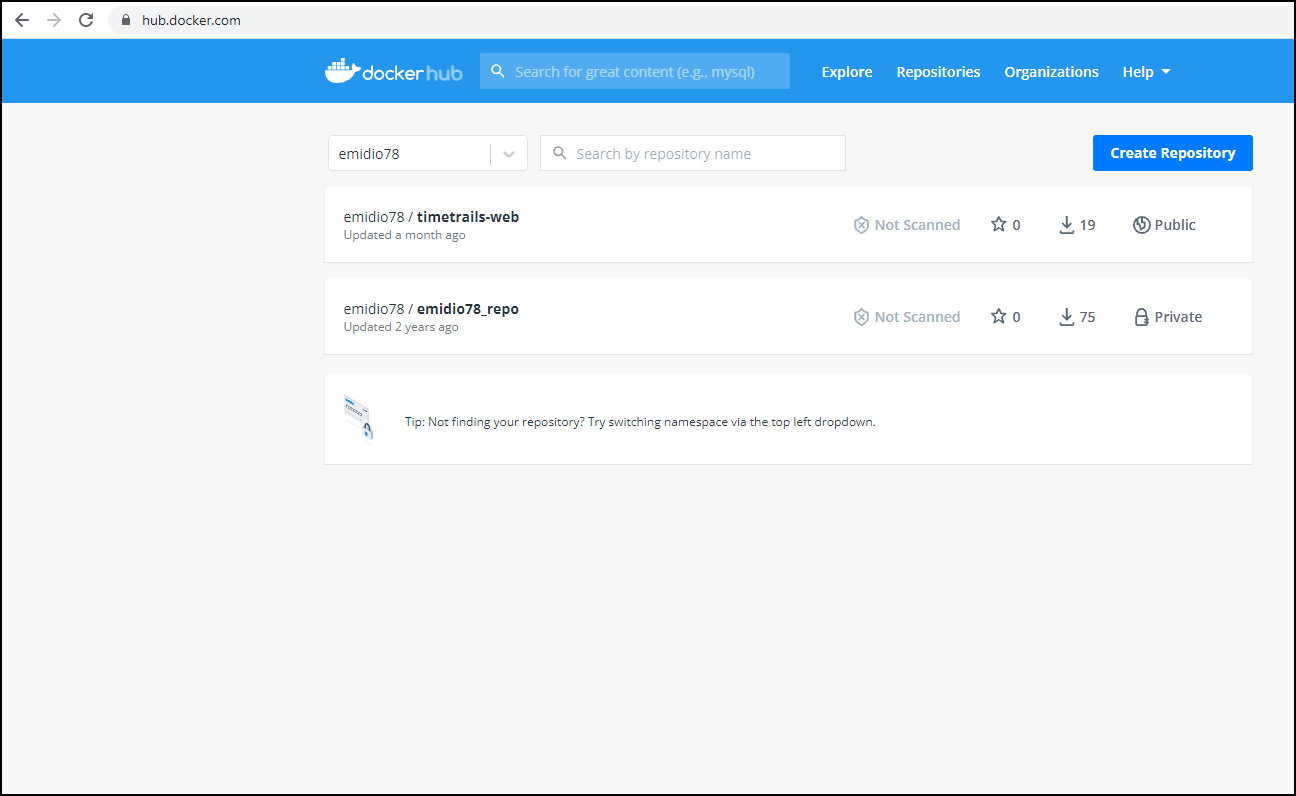 hub.docker.com
docker hub
Search for great content (e.g., mysql)
Explore
Repositories
Organizations
Help
emidio78
Search by repository name
Create Repository
emidio78 / timetrails-web
Updated a month ago
Not Scanned
0
19
Public
emidio78 / emidio78_repo
Updated 2 years ago
Not Scanned
0
75
Private
Tip: Not finding your repository? Try switching namespace via the top left dropdown.